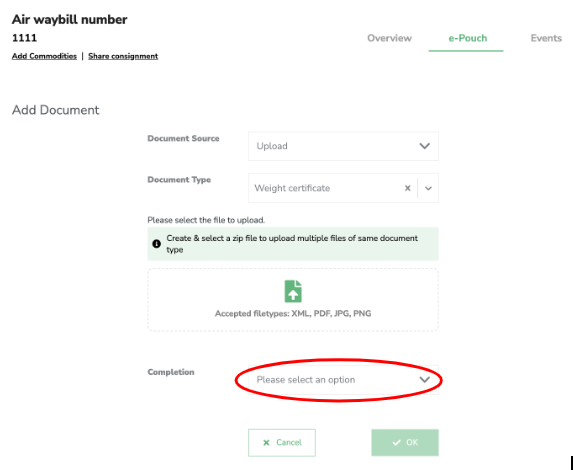 Air waybill number
1111
Add Commodities | Share consignment
Overview
e-Pouch
Events
Add Document
Document Source
Upload
Document Type
Weight certificate
x
Please select the file to upload.
Create & select a zip file to upload multiple files of same document
type
Accepted filetypes: XML, PDF, JPG, PNG
Completion
Please select an option
Cancel
OK